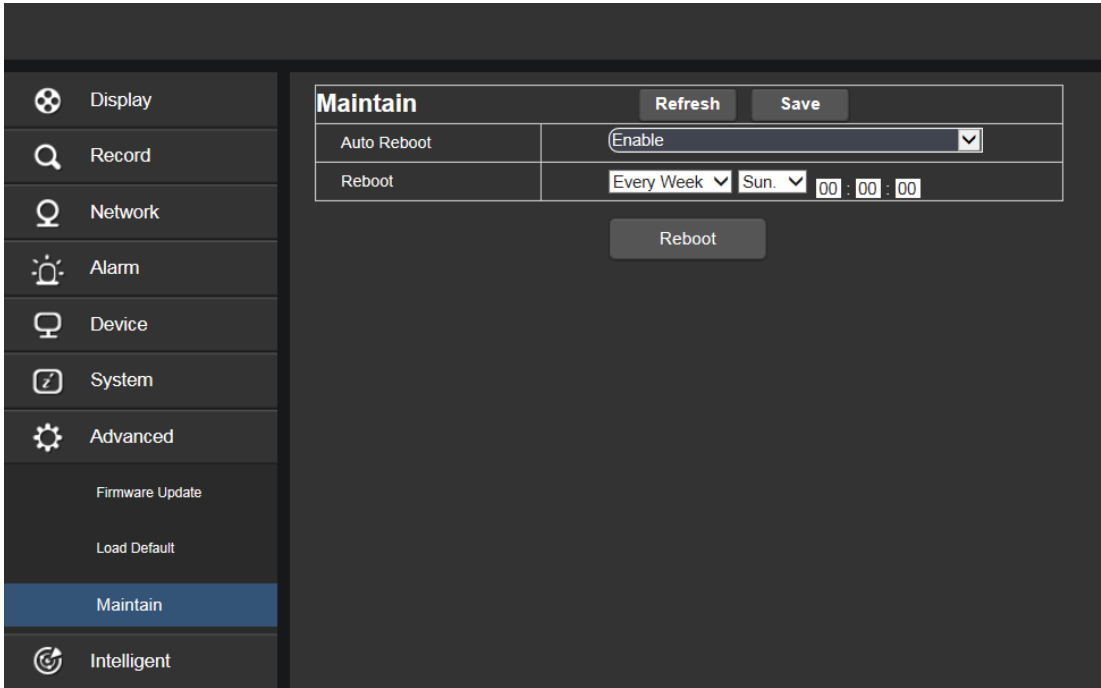 Display
Record
Network
Alarm
Device
System
Advanced
Firmware Update
Load Default
Maintain
Intelligent
Maintain Refresh Save
Auto Reboot Enable
Reboot Every Week Sun. 00 : 00 : 00
Reboot